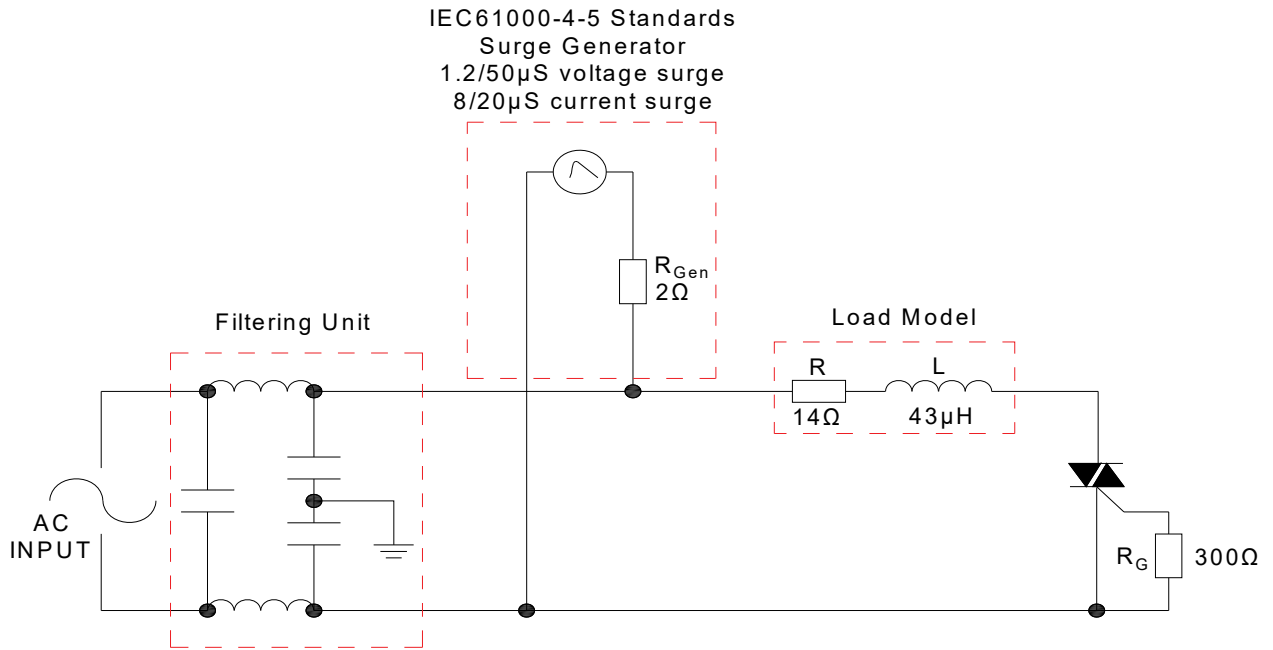 IEC61000-4-5 Standards
Surge Generator
1.2/50µS voltage surge
8/20µS current surge
RGen
2Ω
Filtering Unit
Load Model
R
L
14Ω
43µH
AC
INPUT
RG
300Ω